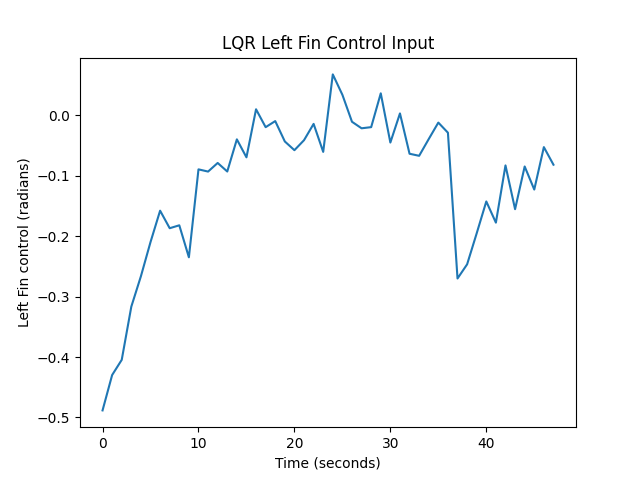 LQR Left Fin Control Input
Left Fin control (radians)
0.0
−0.1
−0.2
−0.3
−0.4
−0.5
0 10 20 30 40
Time (seconds)